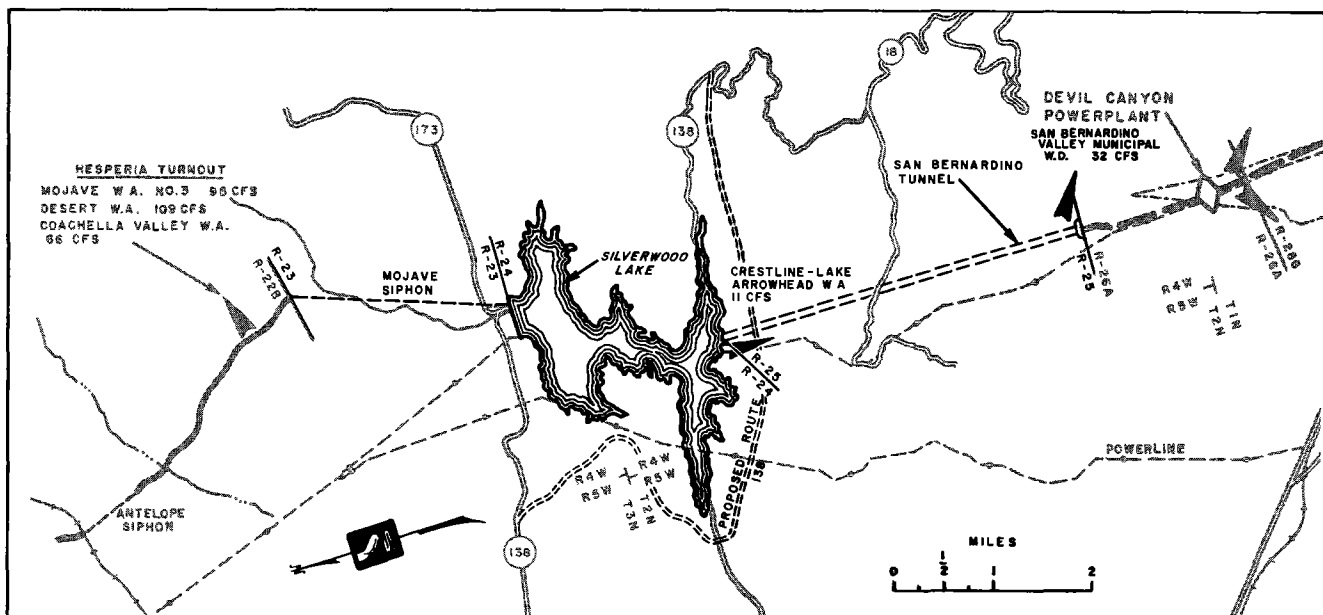 18
173
138
DEVIL CANYON
POWERPLANT
SAN BERNARDINO
VALLEY MUNICIPAL
W.D. 32 CFS
HESPERIA TURNOUT
MOJAVE W A. NO.3 96 CFS
DESERT W.A. 109 CFS
COACHELLA VALLEY W.A.
66 CFS
SAN BERNARDINO
TUNNEL
R-23
R-22B
R-24
R-23
MOJAVE
SIPHON
SILVERWOOD
LAKE
CRESTLINE-LAKE
ARROWHEAD W A
11 CFS
R-26A
R-25
R-26A
R4W
R5W
T1N
T2N
R-25
R-24
PROPOSED ROUTE
138
POWERLINE
R4W
R5W
R4W
R5W
T2N
T3N
ANTELOPE
SIPHON
N
138
MILES
0 1/2 1 2